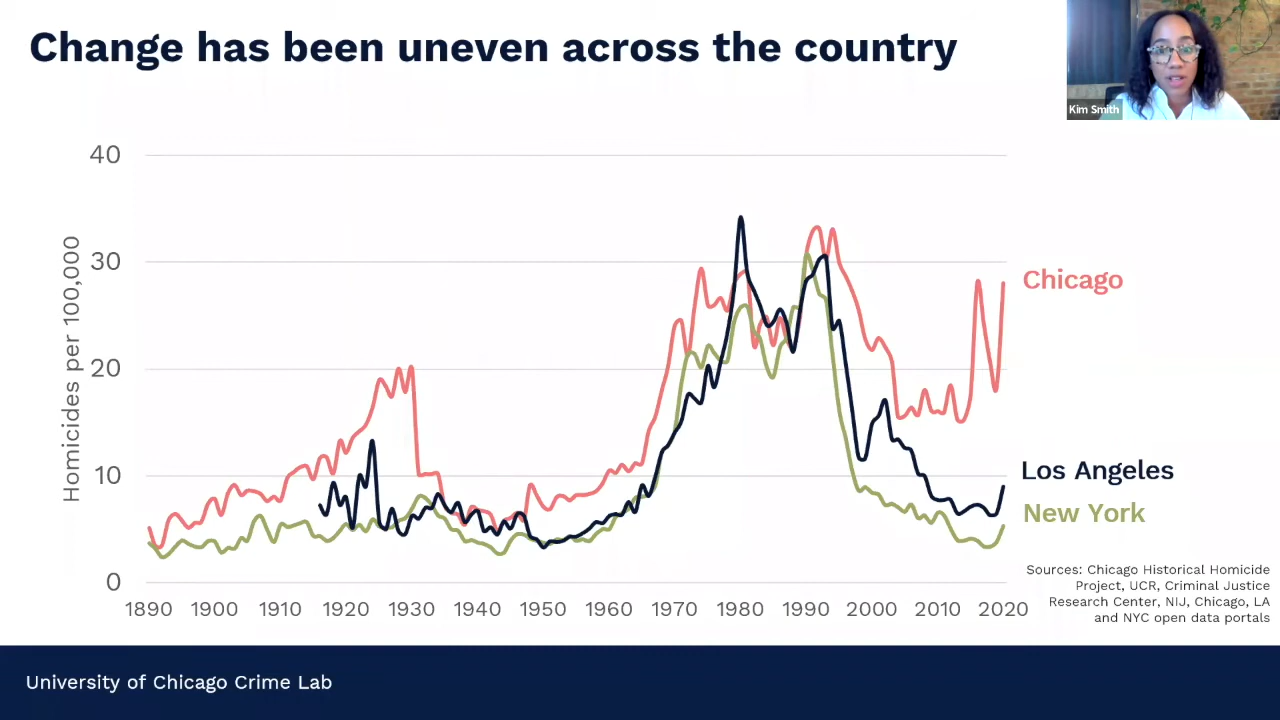 Change has been uneven across the country
Kim Smith
Homicides per 100,000
40
30
20
10
0
1890 1900 1910 1920 1930 1940 1950 1960 1970 1980 1990 2000 2010 2020
Chicago
Los Angeles
New York
Sources: Chicago Historical Homicide
Project, UCR, Criminal Justice
Research Center, NIJ, Chicago, LA
and NYC open data portals
University of Chicago Crime Lab